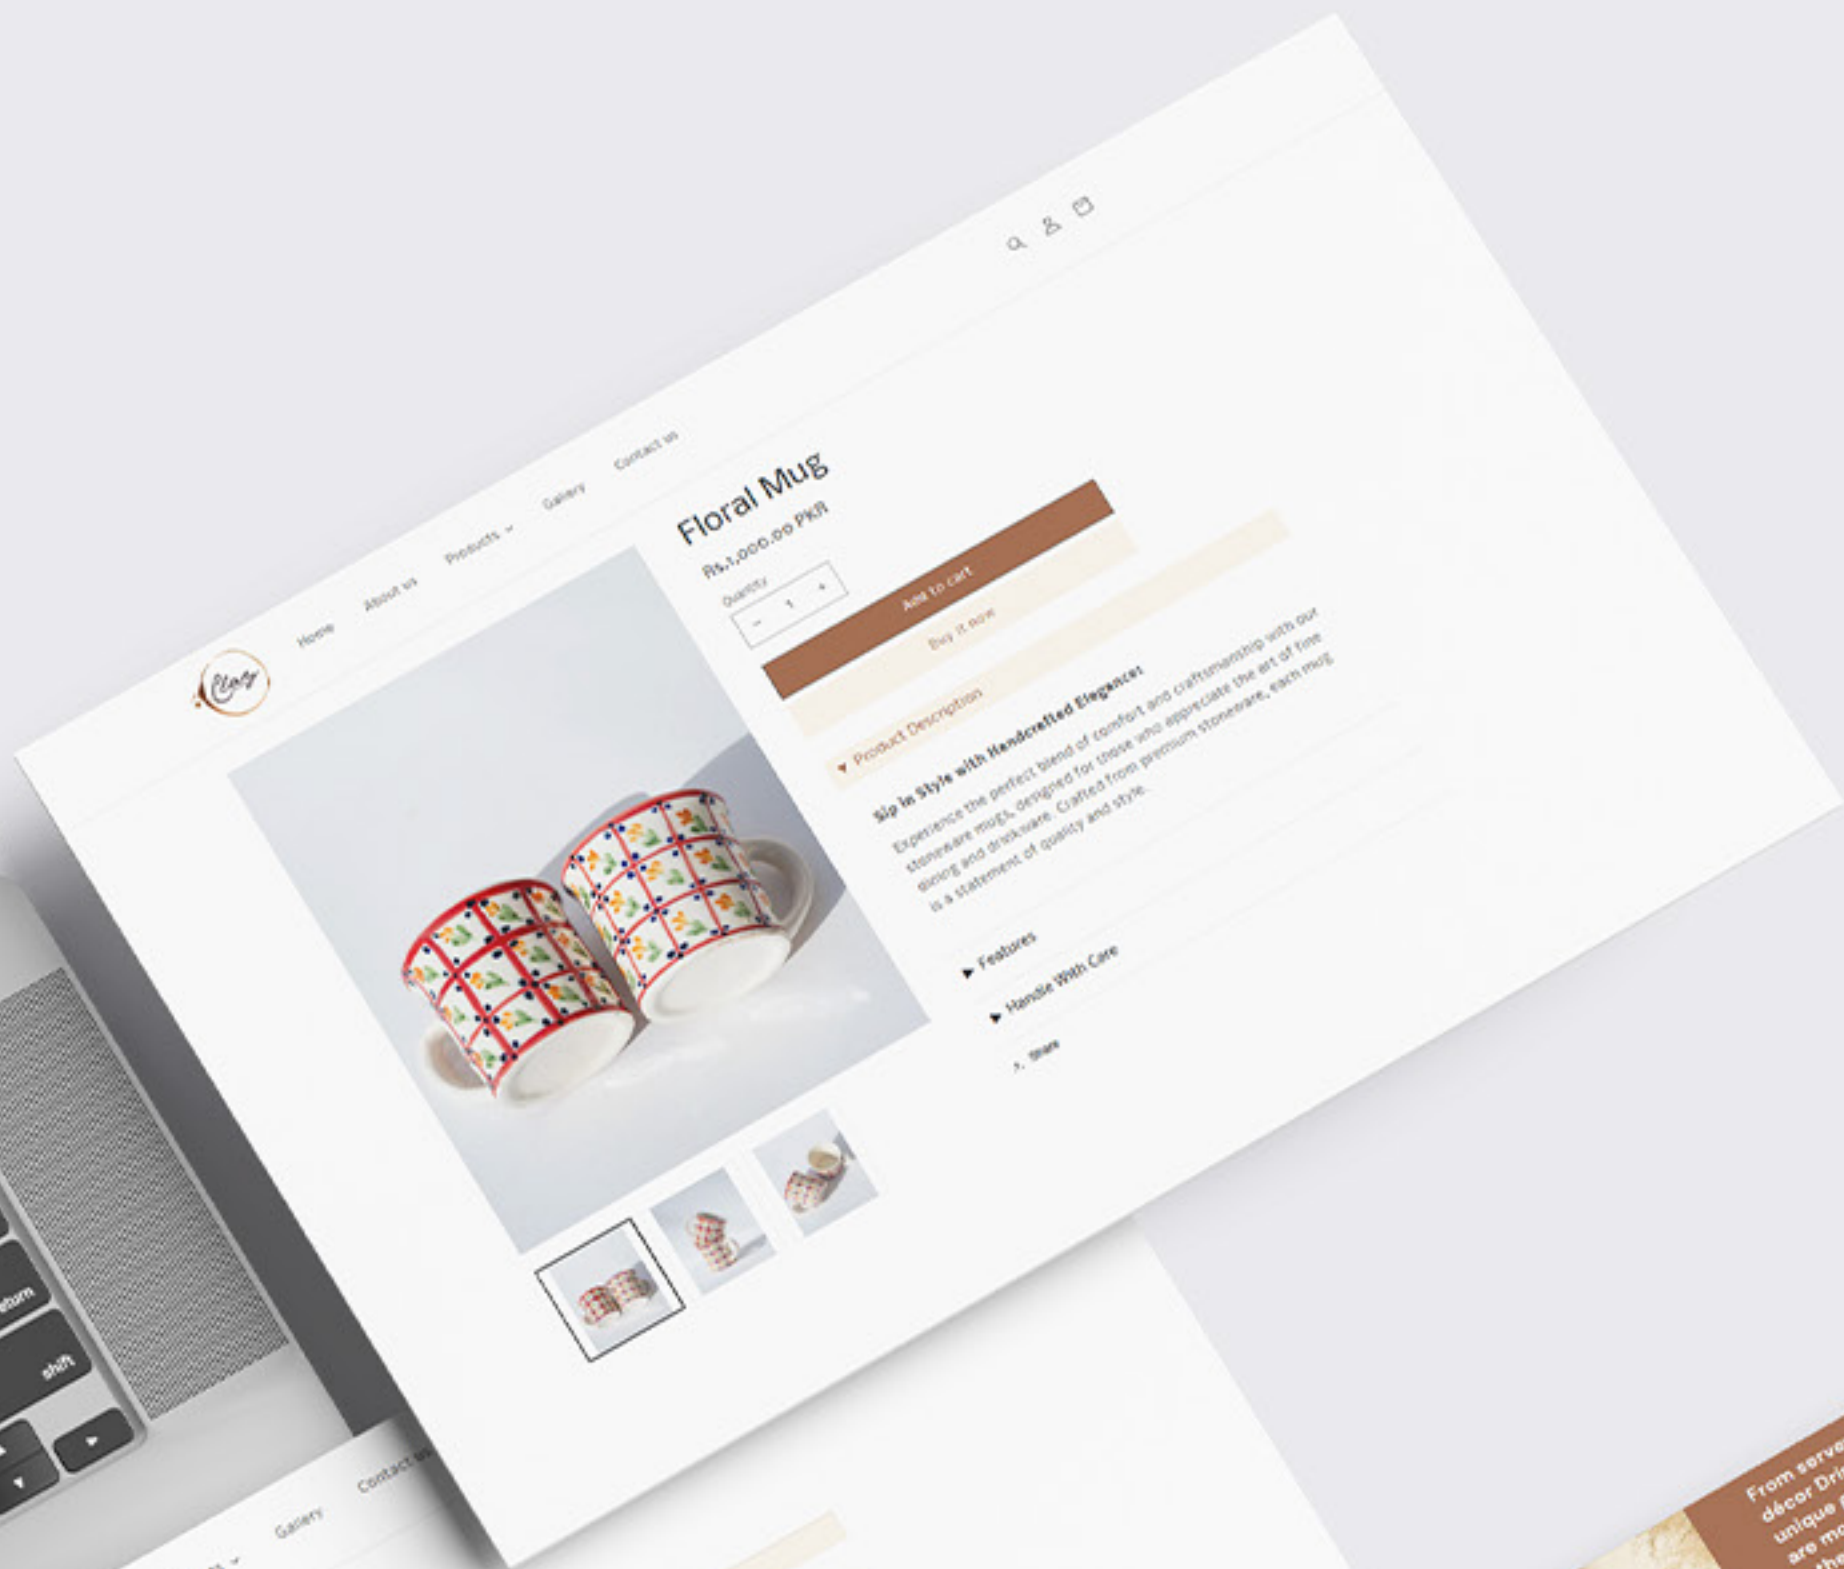 Clay
Home
About us
Products
Gallery
Contact us
Floral Mug
Rs.1,000.00 PKR
Quantity
− 1 +
Add to cart
Buy it now
▼ Product Description
Sip in Style with Handcrafted Elegance:
Experience the perfect blend of comfort and craftsmanship with our
stoneware mugs, designed for those who appreciate the art of fine
dining and drinkware. Crafted from premium stoneware, each mug
is a statement of quality and style.
▶ Features
▶ Handle With Care
Share
shift
Gallery
Contact us
From serve
décor Dri
unique
are mo